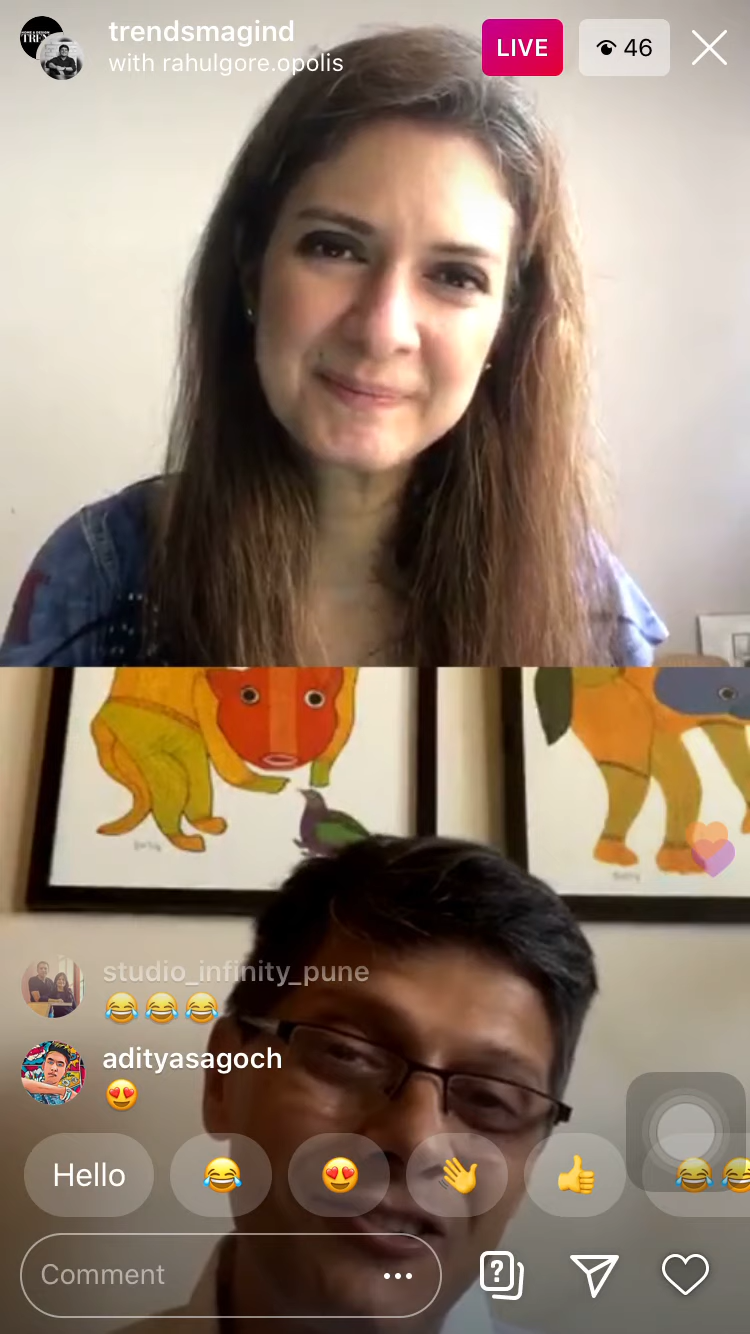 trendsmagind
with rahulgore.opolis
LIVE
46
studio_infinity_pune
😂😂😂
adityasagoch
😍
Hello 😂 😍 👋 👍 😂😂
Comment